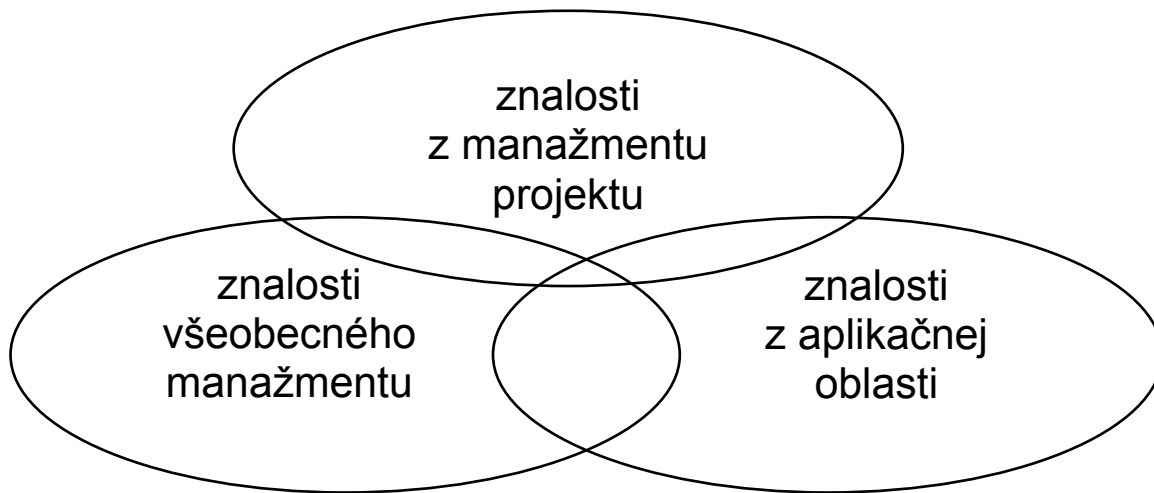 znalosti
z manažmentu
projektu
znalosti
všeobecného
manažmentu
znalosti
z aplikačnej
oblasti